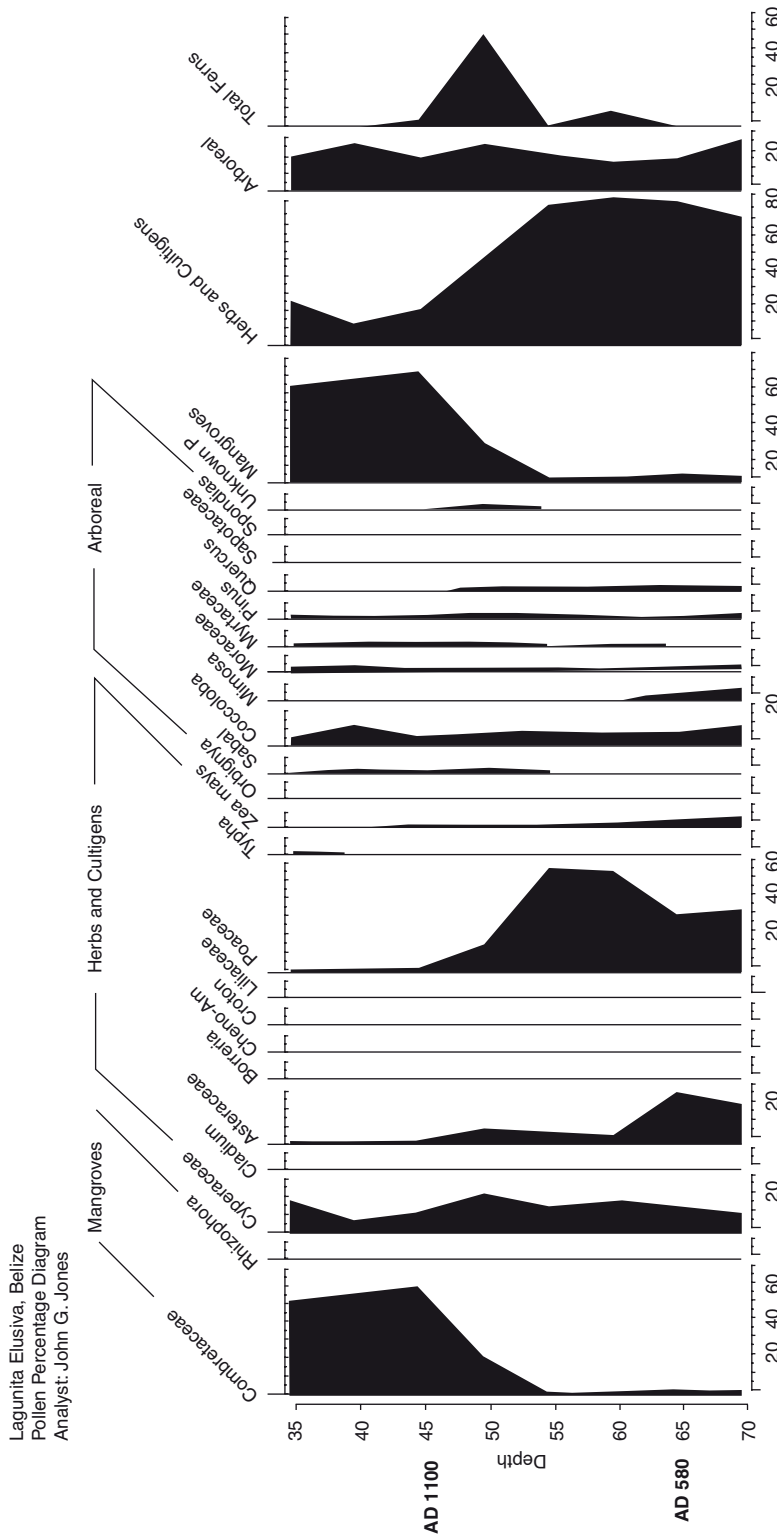 Lagunita Elusiva, Belize
Pollen Percentage Diagram
Analyst: John G. Jones
Mangroves
Herbs and Cultigens
Arboreal
Combretaceae
Rhizophora
Cyperaceae
Cladium
Asteraceae
Borreria
Cheno-Am
Croton
Liliaceae
Poaceae
Typha
Zea mays
Orbignya
Sabal
Coccoloba
Mimosa
Moraceae
Myrtaceae
Pinus
Quercus
Sapotaceae
Spondias
Unknown P
Mangroves
Herbs and Cultigens
Arboreal
Total Ferns
35
40
45
50
55
60
65
70
Depth
AD 1100
AD 580
20 40 60
20
20
20 40 60
20
20 40 60
20 40 60 80
20
20 40 60